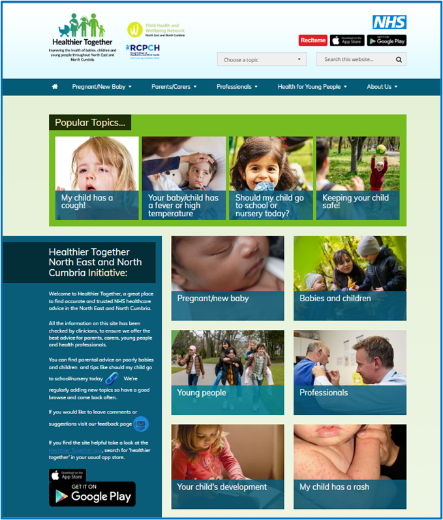 NHS
Child Health and
Wellbeing Network
North East and North Cumbria
Healthier Together
Improving the health of babies, children and
young people throughout North East and
North Cumbria
RCPCH
ReciteMe
App Store
Google Play
Choose a topic
Search this website...
Pregnant/New Baby
Parents/Carers
Professionals
Health for Young People
About Us
Popular Topics...
My child has a
cough!
Your baby/child has
a fever or high
temperature
Should my child go
to school or
nursery today?
Keeping your child
safe!
Healthier Together
North East and North
Cumbria Initiative:
Welcome to Healthier Together, a great place
to find accurate and trusted NHS healthcare
advice in the North East and North Cumbria.
All the information on this site has been
checked by clinicians, to ensure we offer the
best advice for parents, carers, young people
and health professionals.
You can find parental advice on poorly babies
and children and tips like should my child go
to school/nursery today We're
regularly adding new topics so have a good
browse and come back often.
If you would like to leave comments or
suggestions visit our feedback page
If you find the site helpful take a look at the
, search for 'healthier
together' in your usual app store.
App Store
GET IT ON
Google Play
Pregnant/new baby
Babies and children
Young people
Professionals
Your child's development
My child has a rash